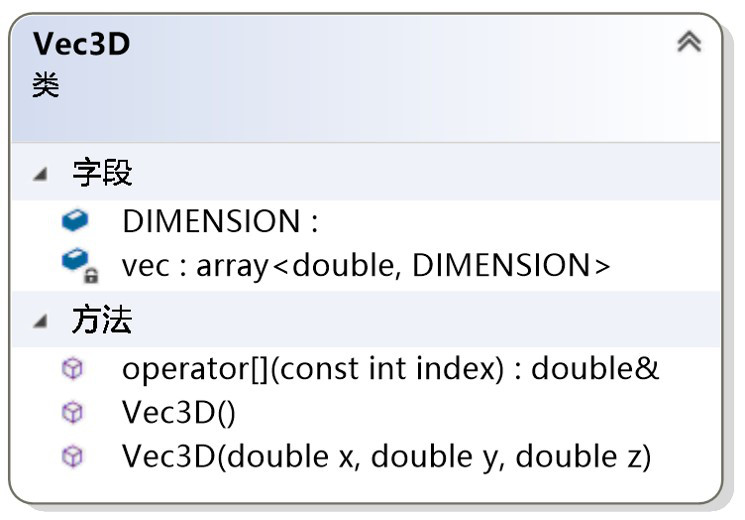 Vec3D
类
字段
DIMENSION :
vec : array<double, DIMENSION>
方法
operator[](const int index) : double&
Vec3D()
Vec3D(double x, double y, double z)